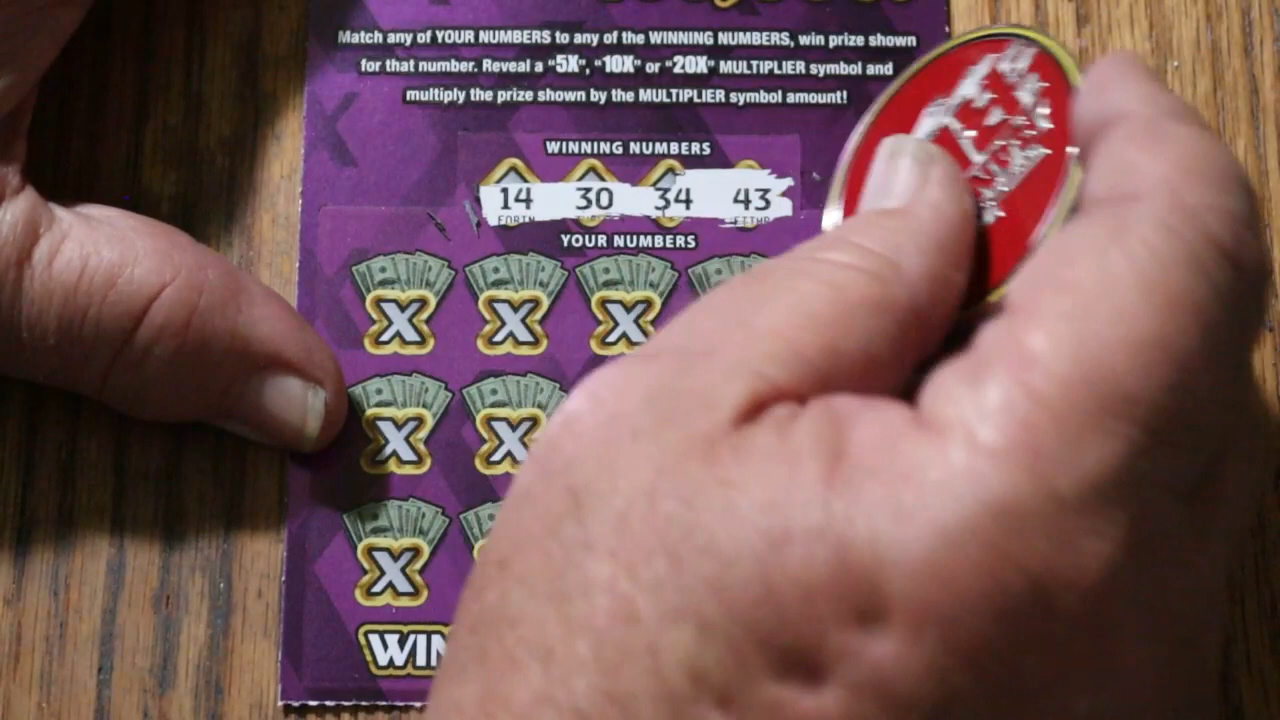 Match any of YOUR NUMBERS to any of the WINNING NUMBERS, win prize shown
for that number. Reveal a "5X", "10X" or "20X" MULTIPLIER symbol and
multiply the prize shown by the MULTIPLIER symbol amount!
WINNING NUMBERS
14 30 34 43
YOUR NUMBERS
X X X
X X
X
WIN